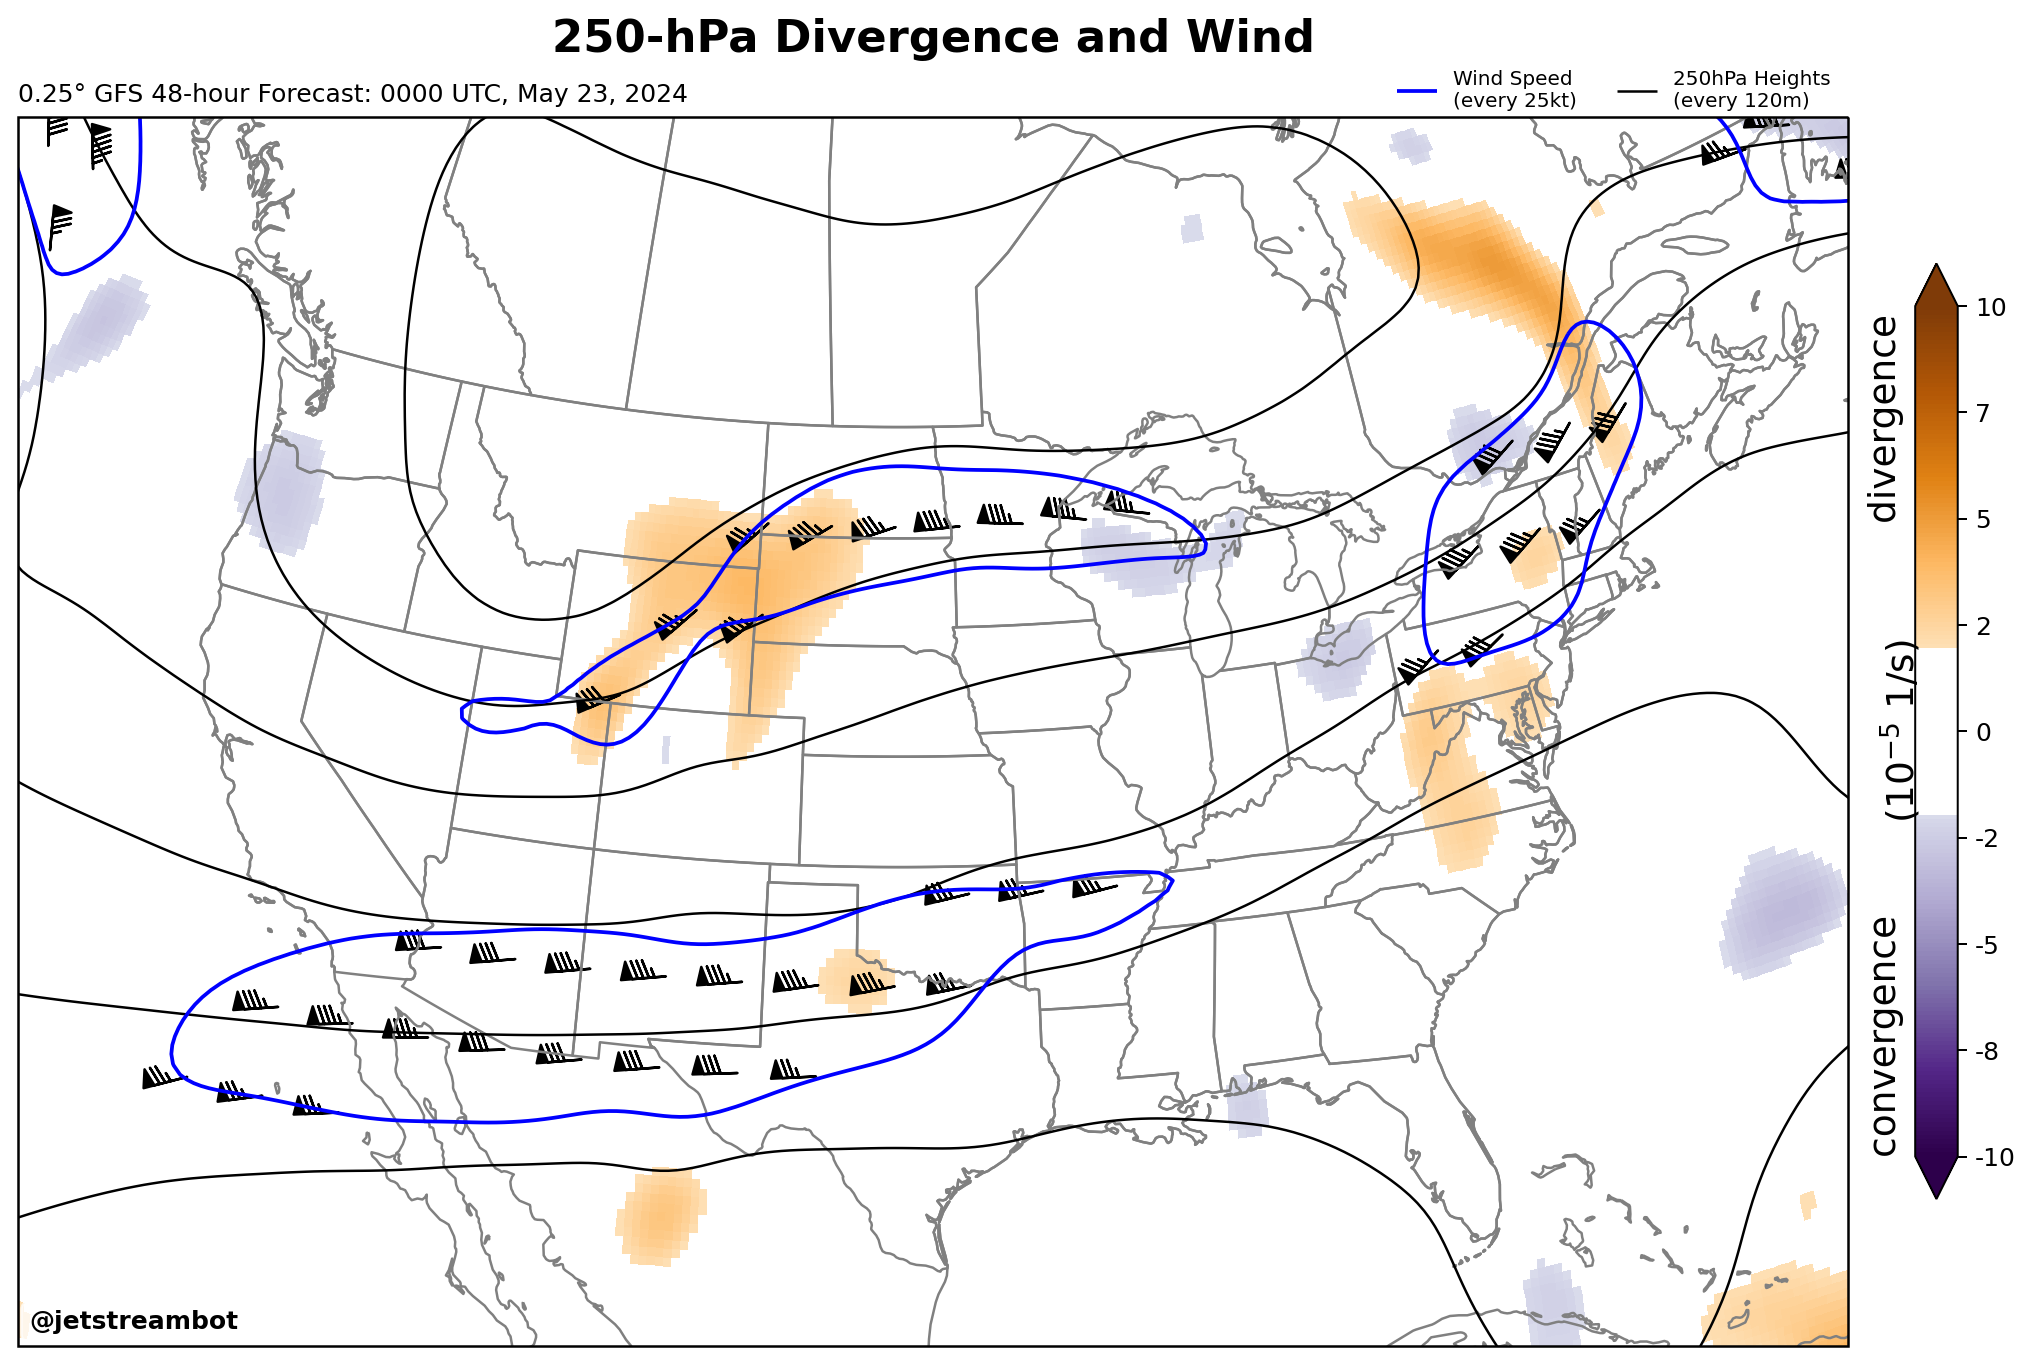 250-hPa Divergence and Wind
0.25° GFS 48-hour Forecast: 0000 UTC, May 23, 2024
Wind Speed
(every 25kt)
250hPa Heights
(every 120m)
10
7
5
2
0
-2
-5
-8
-10
divergence
(10⁻⁵ 1/s)
convergence
@jetstreambot